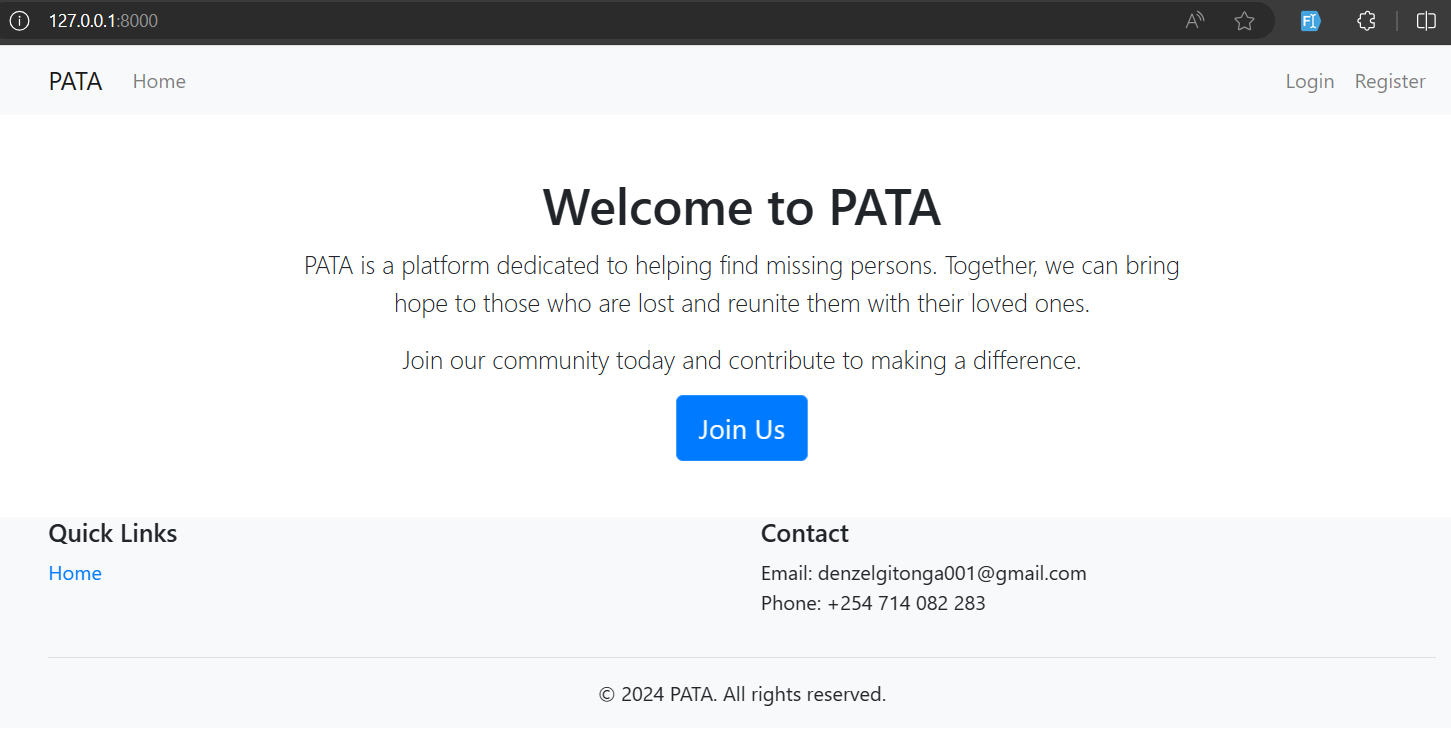 127.0.0.1:8000
PATA Home Login Register
Welcome to PATA
PATA is a platform dedicated to helping find missing persons. Together, we can bring
hope to those who are lost and reunite them with their loved ones.
Join our community today and contribute to making a difference.
Join Us
Quick Links
Home
Contact
Email: denzelgitonga001@gmail.com
Phone: +254 714 082 283
© 2024 PATA. All rights reserved.